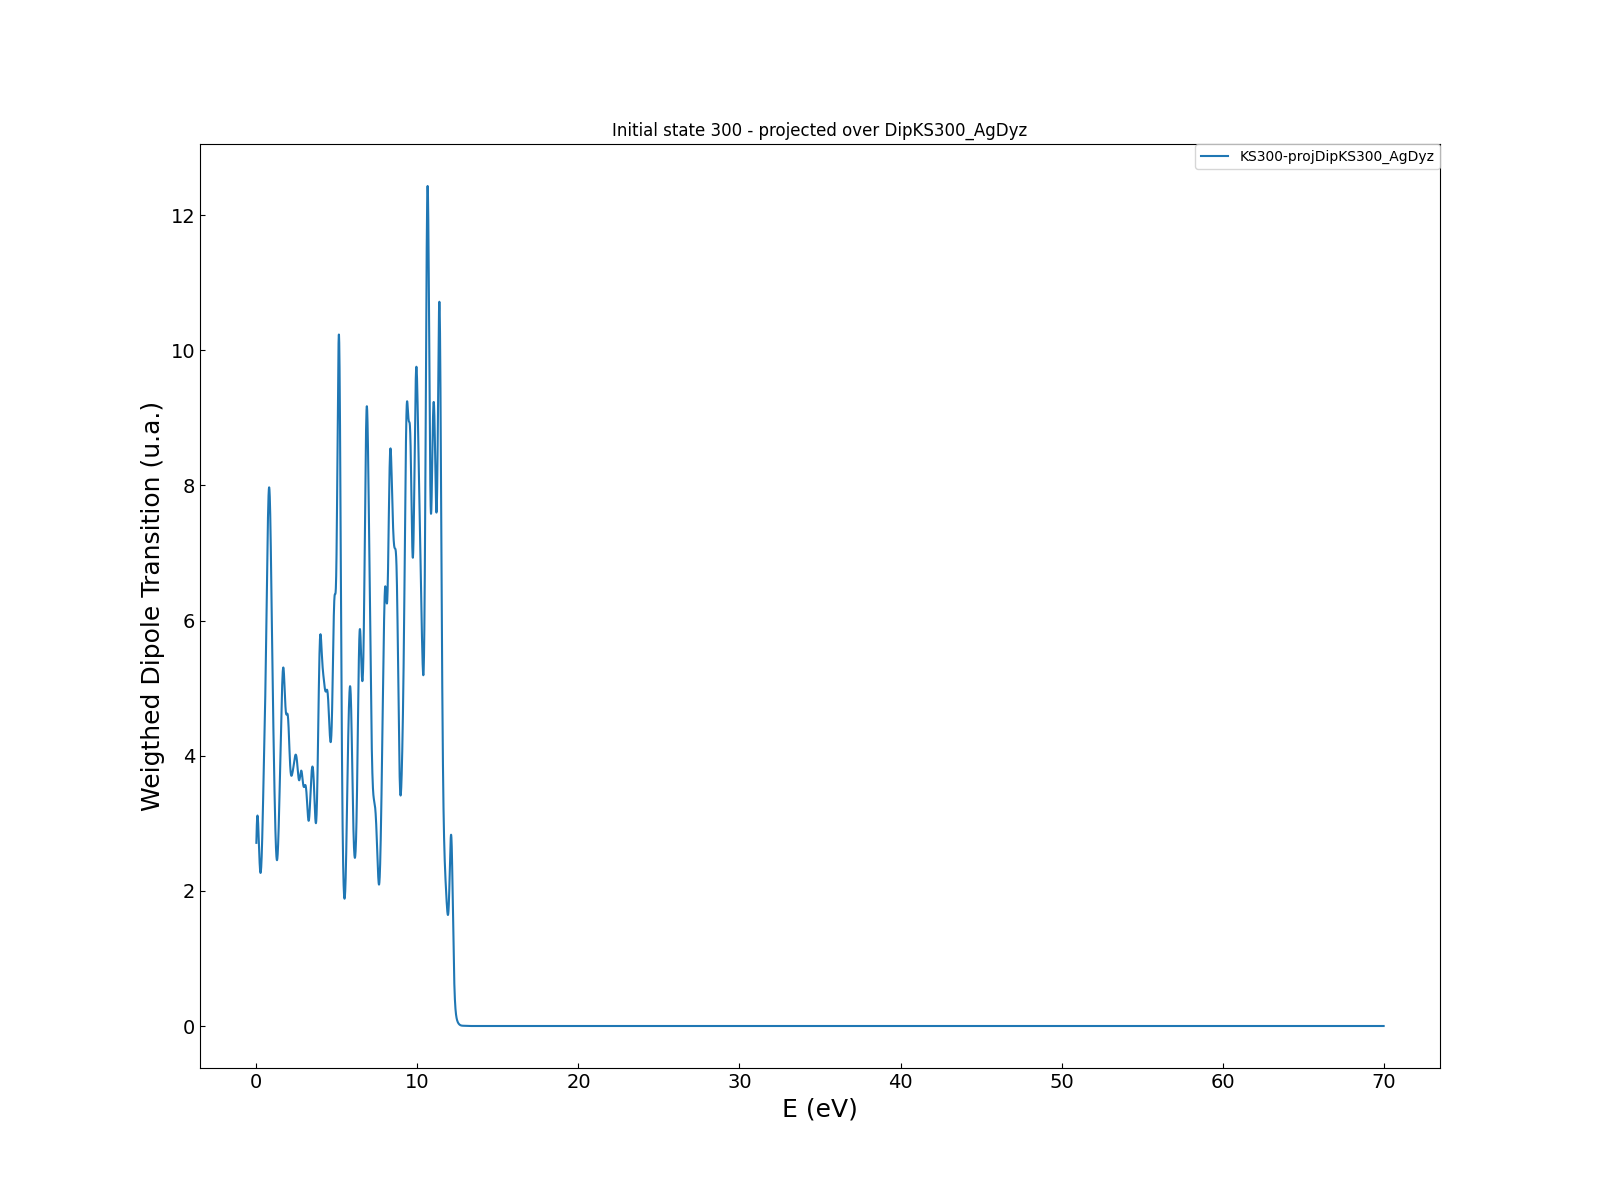 Initial state 300 - projected over DipKS300_AgDyz
KS300-projDipKS300_AgDyz
Weigthed Dipole Transition (u.a.)
12
10
8
6
4
2
0
0 10 20 30 40 50 60 70
E (eV)